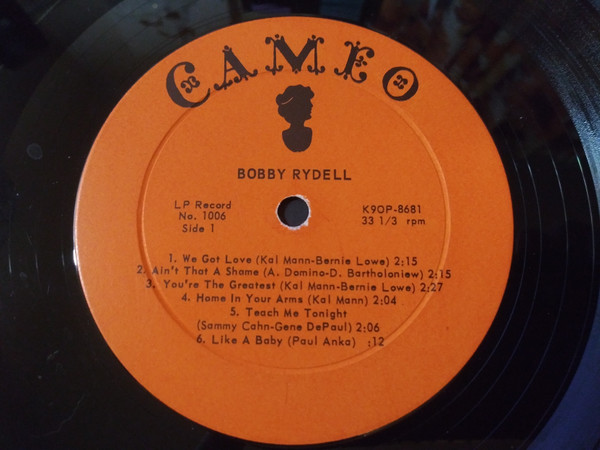 CAMEO
BOBBY RYDELL
LP Record
No. 1006
Side 1
K9OP-8681
33 1/3 rpm
1. We Got Love (Kal Mann-Bernie Lowe) 2:15
2. Ain't That A Shame (A. Domino-D. Bartholoniew) 2:15
3. You're The Greatest (Kal Mann-Bernie Lowe) 2:27
4. Home In Your Arms (Kal Mann) 2:04
5. Teach Me Tonight
(Sammy Cahn-Gene DePaul) 2:06
6. Like A Baby (Paul Anka) :12